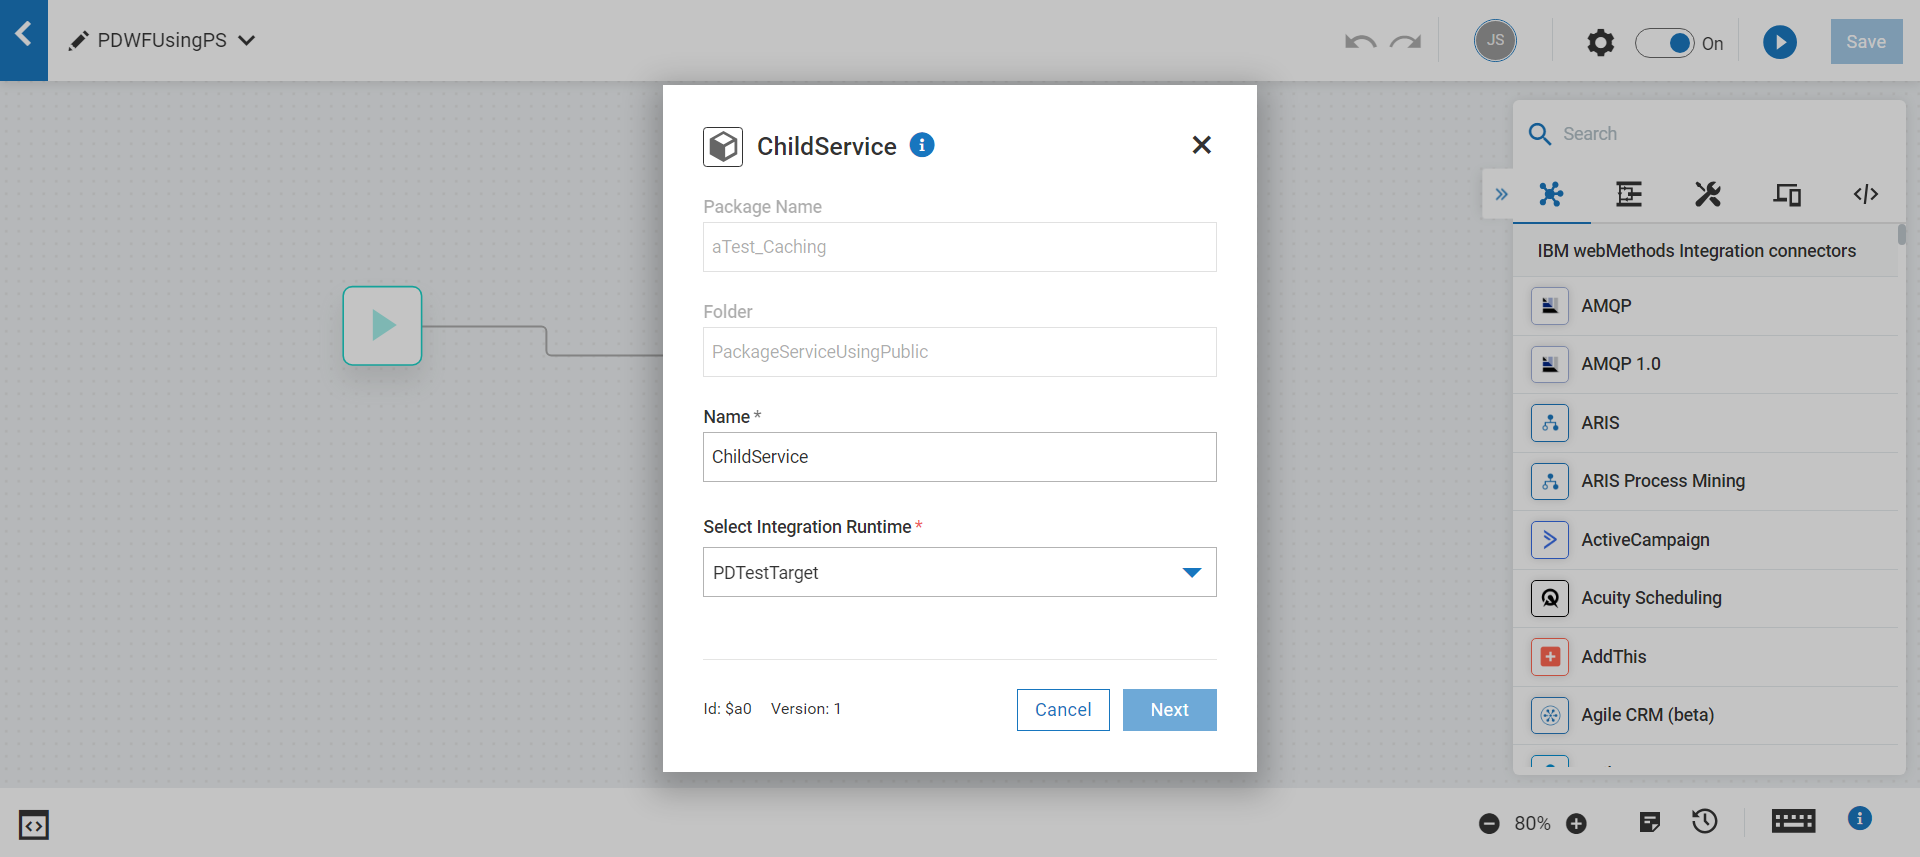 PDWFUsingPS
JS
On
Save
ChildService
Package Name
aTest_Caching
Folder
PackageServiceUsingPublic
Name *
ChildService
Select Integration Runtime *
PDTestTarget
Id: $a0 Version: 1
Cancel
Next
Search
IBM webMethods Integration connectors
AMQP
AMQP 1.0
ARIS
ARIS Process Mining
ActiveCampaign
Acuity Scheduling
AddThis
Agile CRM (beta)
80%